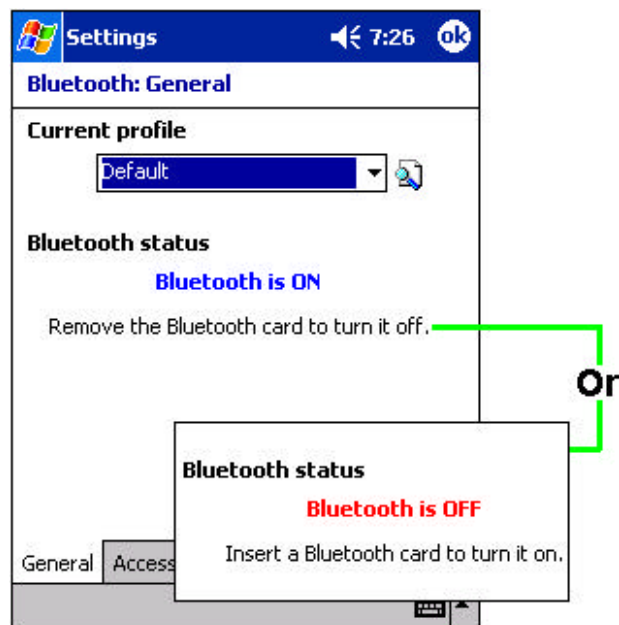 Settings 7:26 ok
Bluetooth: General
Current profile
Default
Bluetooth status
Bluetooth is ON
Remove the Bluetooth card to turn it off.
Or
Bluetooth status
Bluetooth is OFF
Insert a Bluetooth card to turn it on.
General Access